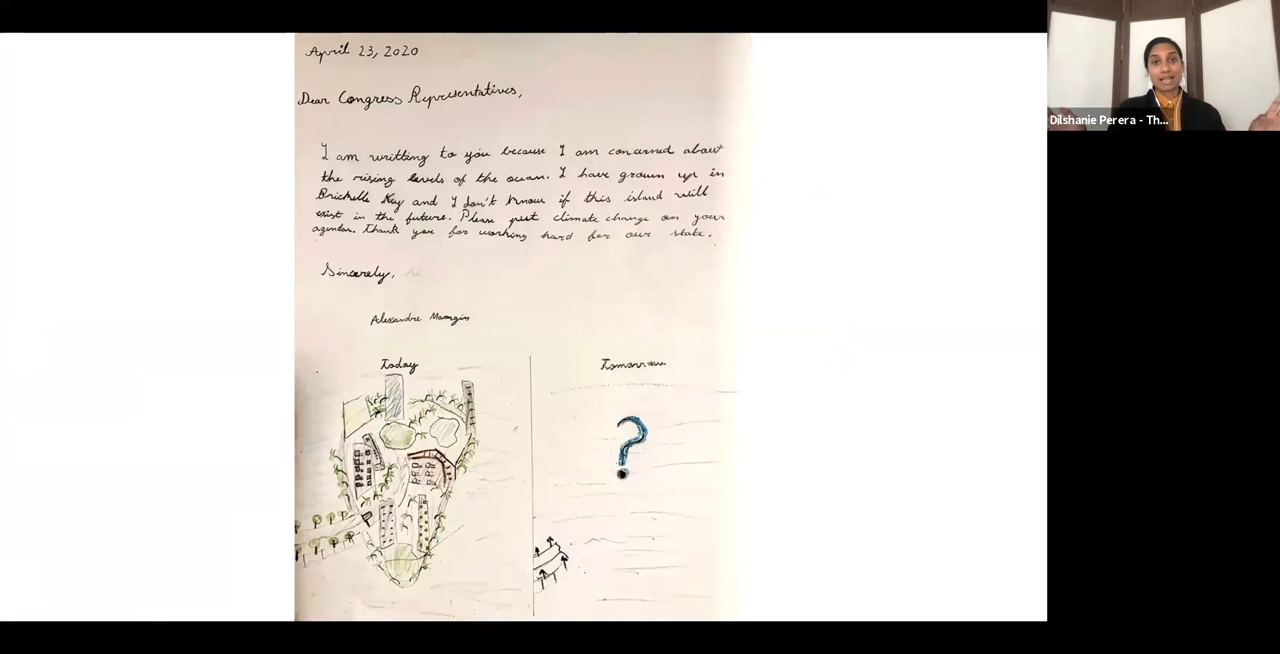 April 23, 2020
Dear Congress Representatives,
I am writting to you because I am concerned about
the rising levels of the ocean. I have grown up in
Brickelle Key and I don't know if this island will
exist in the future. Please put climate change on your
agendas. Thank you for working hard for our state.
Sincerely,
Alexandre
Today
Tomorrow
?
Dilshanie Perera - Th...